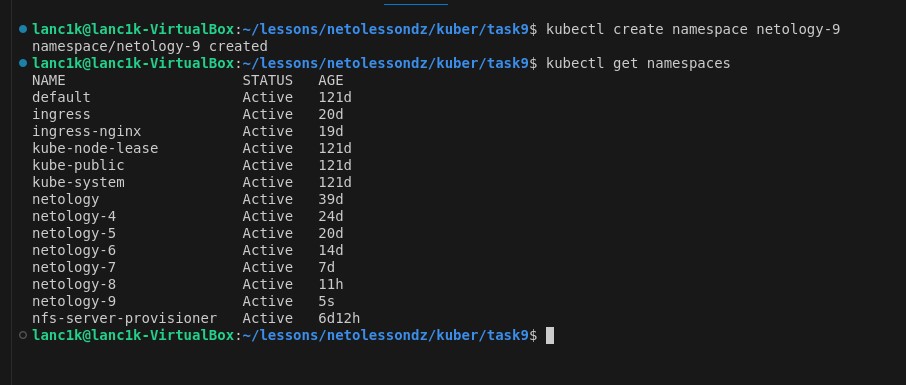 lanc1k@lanc1k-VirtualBox:~/lessons/netolessondz/kuber/task9$ kubectl create namespace netology-9
namespace/netology-9 created
lanc1k@lanc1k-VirtualBox:~/lessons/netolessondz/kuber/task9$ kubectl get namespaces
NAME                     STATUS   AGE
default                  Active   121d
ingress                  Active   20d
ingress-nginx            Active   19d
kube-node-lease          Active   121d
kube-public              Active   121d
kube-system              Active   121d
netology                 Active   39d
netology-4               Active   24d
netology-5               Active   20d
netology-6               Active   14d
netology-7               Active   7d
netology-8               Active   11h
netology-9               Active   5s
nfs-server-provisioner   Active   6d12h
lanc1k@lanc1k-VirtualBox:~/lessons/netolessondz/kuber/task9$